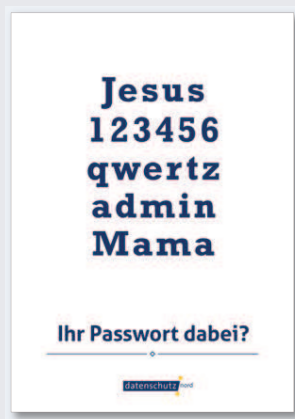 Jesus
123456
qwertz
admin
Mama
Ihr Passwort dabei?
datenschutz nord